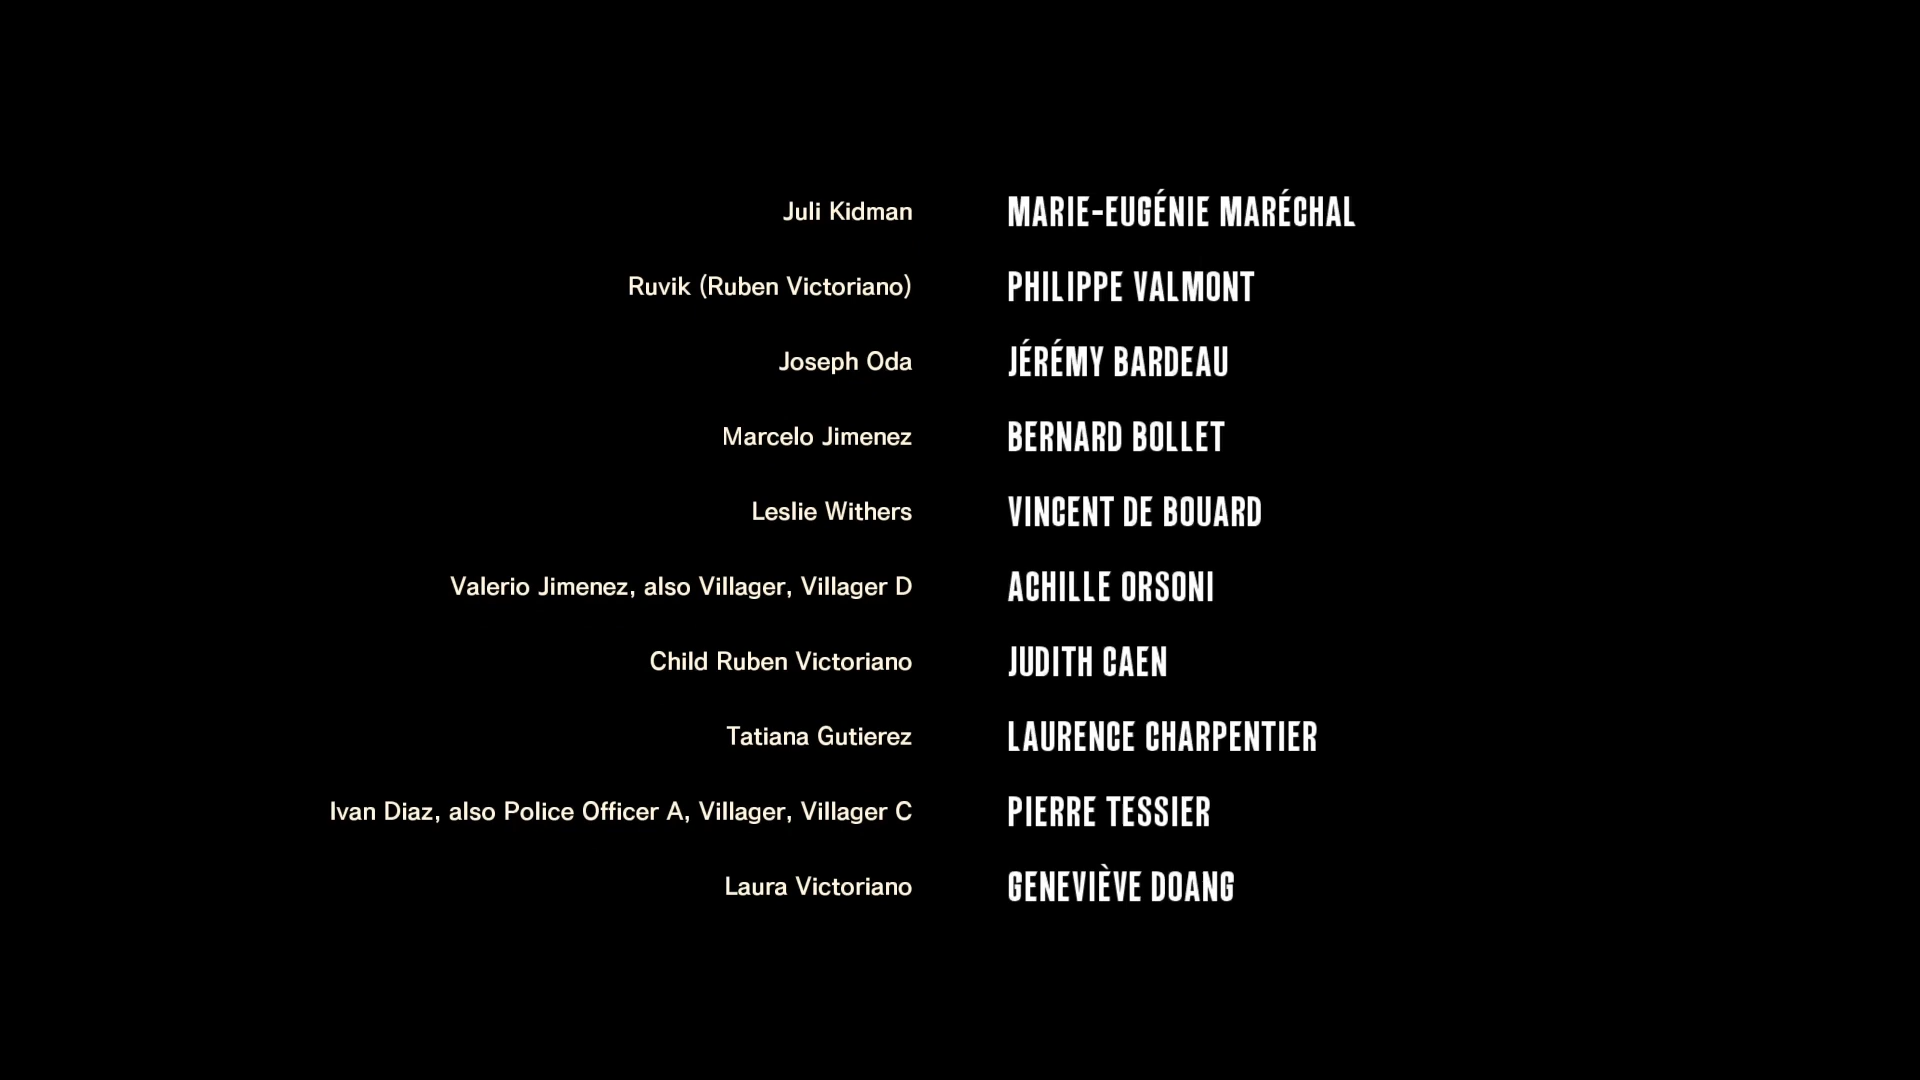 Juli Kidman MARIE-EUGÉNIE MARÉCHAL
Ruvik (Ruben Victoriano) PHILIPPE VALMONT
Joseph Oda JÉRÉMY BARDEAU
Marcelo Jimenez BERNARD BOLLET
Leslie Withers VINCENT DE BOUARD
Valerio Jimenez, also Villager, Villager D ACHILLE ORSONI
Child Ruben Victoriano JUDITH CAEN
Tatiana Gutierez LAURENCE CHARPENTIER
Ivan Diaz, also Police Officer A, Villager, Villager C PIERRE TESSIER
Laura Victoriano GENEVIÈVE DOANG